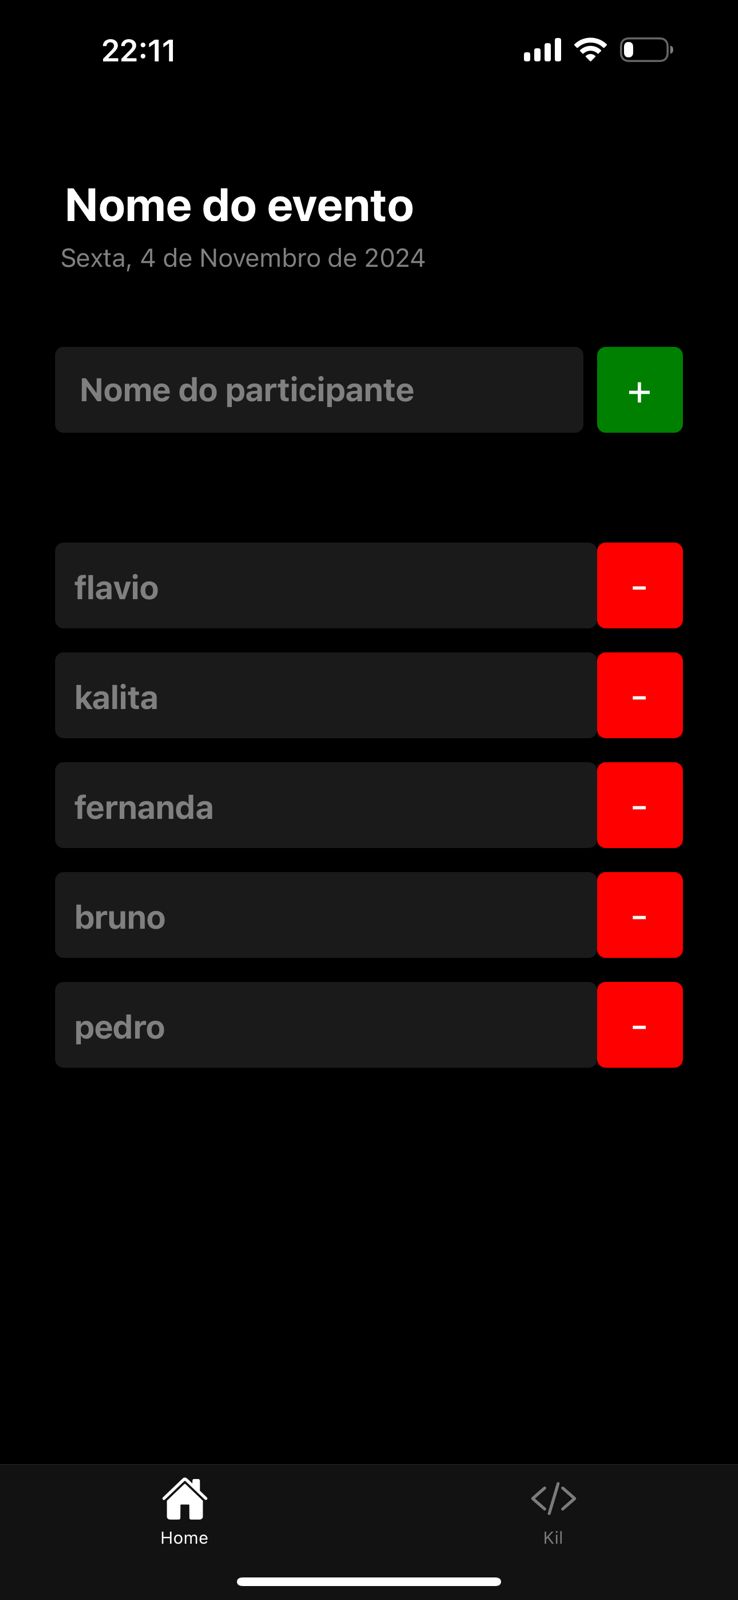 22:11
Nome do evento
Sexta, 4 de Novembro de 2024
Nome do participante
+
flavio
-
kalita
-
fernanda
-
bruno
-
pedro
-
Home
Kil